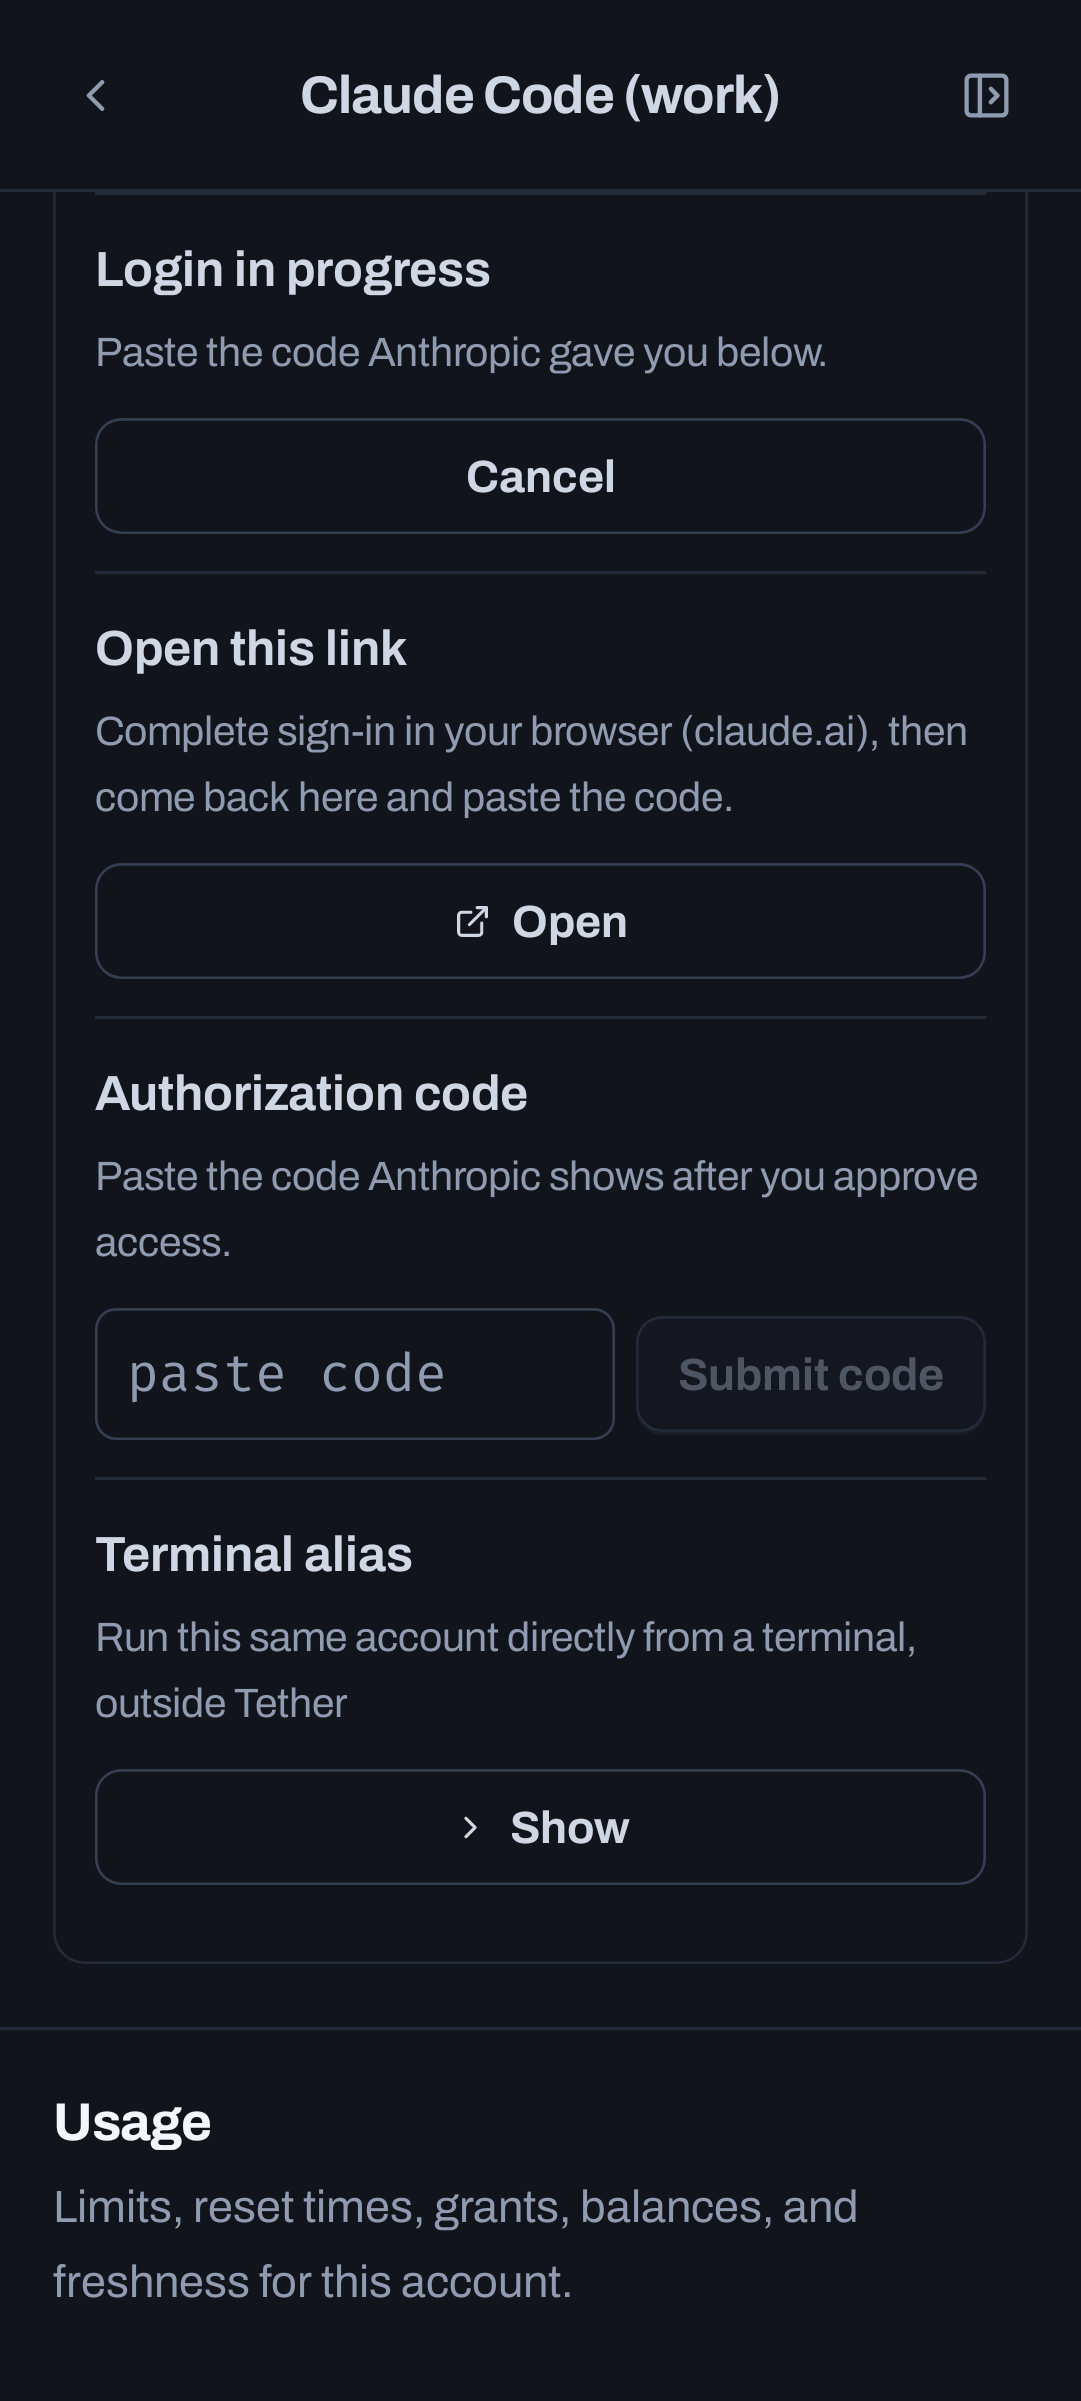 Claude Code (work)
Login in progress
Paste the code Anthropic gave you below.
Cancel
Open this link
Complete sign-in in your browser (claude.ai), then
come back here and paste the code.
Open
Authorization code
Paste the code Anthropic shows after you approve
access.
paste code
Submit code
Terminal alias
Run this same account directly from a terminal,
outside Tether
Show
Usage
Limits, reset times, grants, balances, and
freshness for this account.